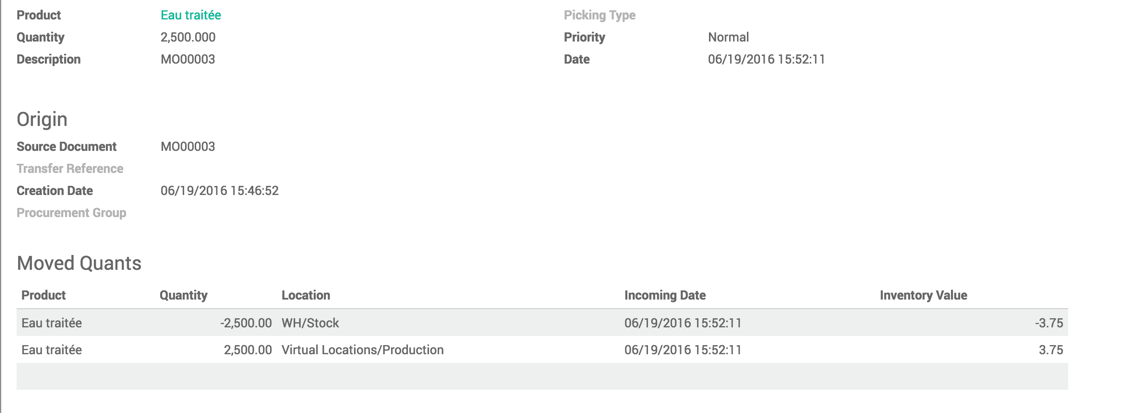 Product Eau traitée Picking Type
Quantity 2,500.000 Priority Normal
Description MO00003 Date 06/19/2016 15:52:11
Origin
Source Document MO00003
Transfer Reference
Creation Date 06/19/2016 15:46:52
Procurement Group
Moved Quants
Product Quantity Location Incoming Date Inventory Value
Eau traitée -2,500.00 WH/Stock 06/19/2016 15:52:11 -3.75
Eau traitée 2,500.00 Virtual Locations/Production 06/19/2016 15:52:11 3.75